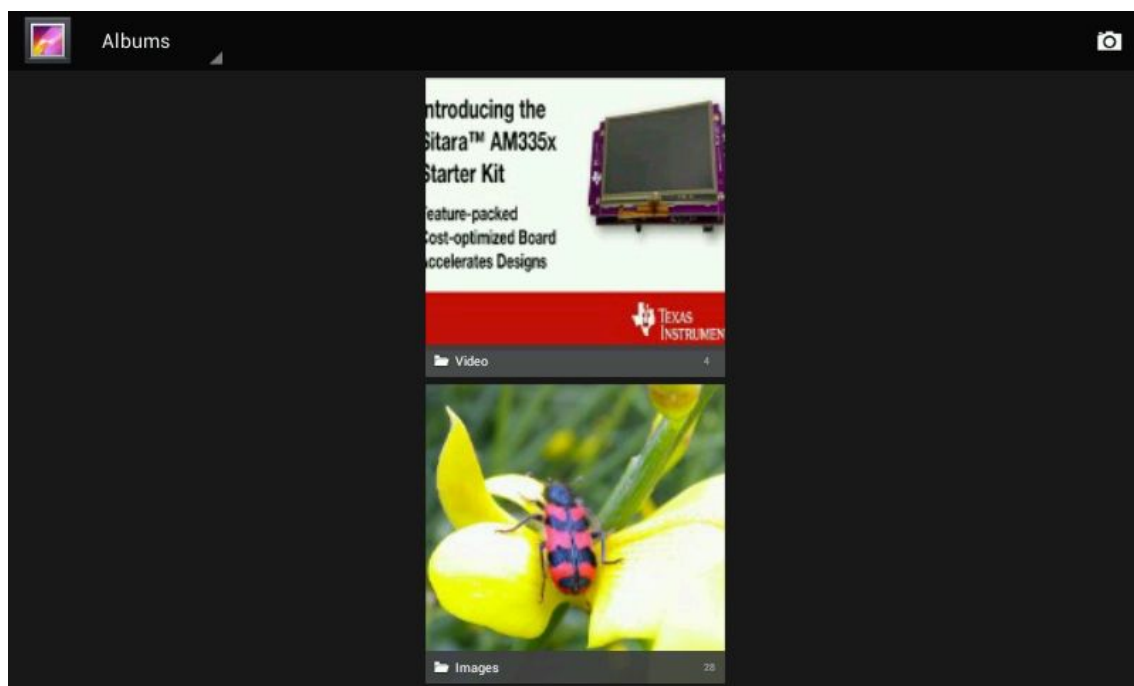 Albums
ntroducing the
Sitara™ AM335x
Starter Kit
eature-packed
Cost-optimized Board
Accelerates Designs
TEXAS
INSTRUMEN
Video 4
Images 28